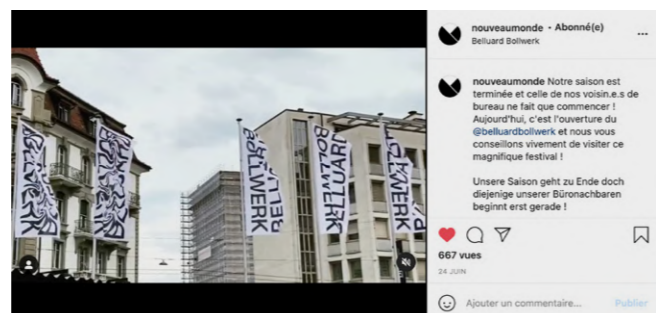 nouveaumonde • Abonné(e)
Belluard Bollwerk
nouveaumonde Notre saison est
terminée et celle de nos voisin.e.s de
bureau ne fait que commencer !
Aujourd'hui, c'est l'ouverture du
@belluardbollwerk et nous vous
conseillons vivement de visiter ce
magnifique festival !
Unsere Saison geht zu Ende doch
diejenige unserer Büronachbaren
beginnt erst gerade !
667 vues
24 JUIN
Ajouter un commentaire... Publier
BOLLWERK
BELLUARD
BOLLWERK
BELLUARD
BOLLWERK